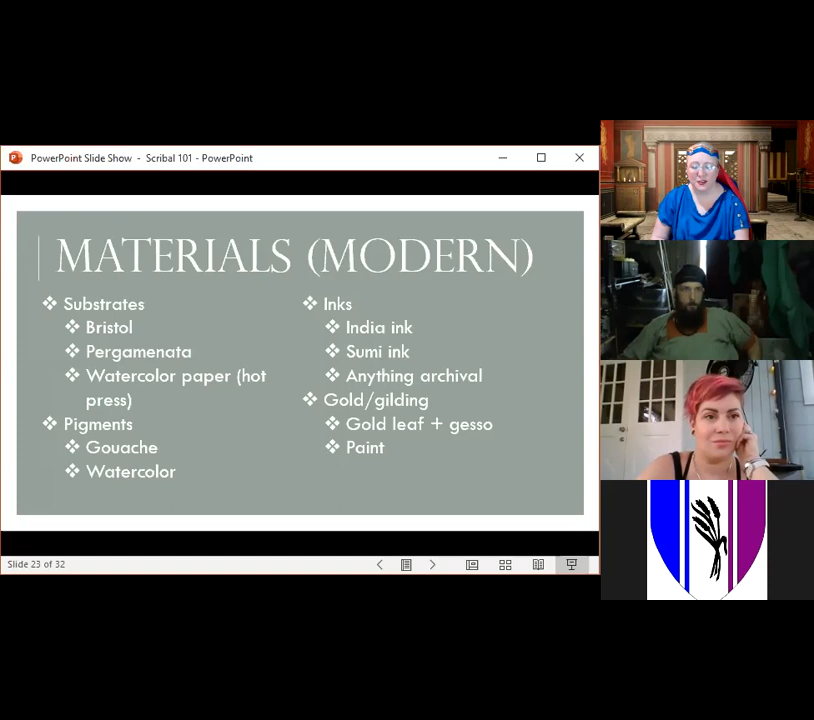 PowerPoint Slide Show - Scribal 101 - PowerPoint
MATERIALS (MODERN)
❖ Substrates
❖ Bristol
❖ Pergamenata
❖ Watercolor paper (hot
press)
❖ Pigments
❖ Gouache
❖ Watercolor
❖ Inks
❖ India ink
❖ Sumi ink
❖ Anything archival
❖ Gold/gilding
❖ Gold leaf + gesso
❖ Paint
Slide 23 of 32